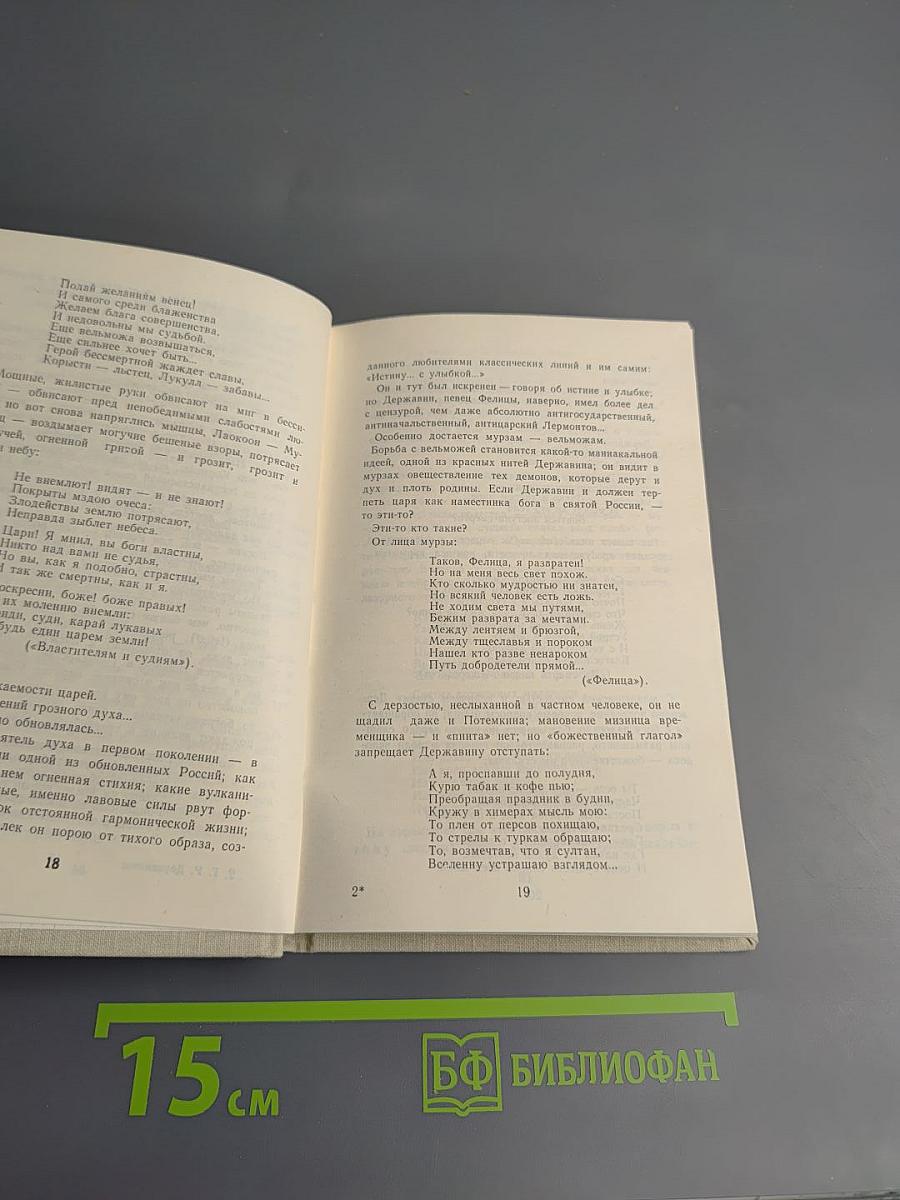 Подай желаниям венец!
И самого среди блаженства
Желаем блага совершенства,
И недовольны мы судьбой.
Еще вельможа возвышаться,
Еще сильнее хочет быть...
Герой бессмертной жаждет славы,
Корысти — льстец, Лукулл — забавы...
Мощные, жилистые руки обвисают на миг в бесси-
— обвисают пред непобедимыми слабостями лю-
но вот снова напряглись мышцы, Лаокоон — Му-
— воздымает могучие бешеные взоры, потрясает
огненной гривой — и грозит, грозит и
небу:
Не внемлют! видят — и не знают!
Покрыты мздою очеса:
Злодействы землю потрясают,
Неправда зыблет небеса.
Цари! Я мнил, вы боги властны,
Никто над вами не судья,
Но вы, как я подобно, страстны,
И так же смертны, как и я.
боже! боже правых!
их молению внемли:
суди, карай лукавых
един царем земли!
(«Властителям и судиям»).
царей.
грозного духа...
обновлялась...
духа в первом поколении — в
одной из обновленных Россий; как
нем огненная стихия; какие вулкани-
именно лавовые силы рвут фор-
отстоянной гармонической жизни;
он порою от тихого образа, соз-
18
данного любителями классических линий и им самим:
«Истину... с улыбкой...»
Он и тут был искренен — говоря об истине и улыбке;
но Державин, певец Фелицы, наверно, имел более дел
с цензурой, чем даже абсолютно антигосударственный,
антиначальственный, антицарский Лермонтов...
Особенно достается мурзам — вельможам.
Борьба с вельможей становится какой-то маниакальной
идеей, одной из красных нитей Державина; он видит в
мурзах овеществление тех демонов, которые дерут и
дух и плоть родины. Если Державин и должен тер-
петь царя как наместника бога в святой России, —
то эти-то?
Эти-то кто такие?
От лица мурзы:
Таков, Фелица, я развратен!
Но на меня весь свет похож.
Кто сколько мудростью ни знатен,
Но всякий человек есть ложь.
Не ходим света мы путями,
Бежим разврата за мечтами.
Между лентяем и брюзгой,
Между тщеславья и пороком
Нашел кто разве ненароком
Путь добродетели прямой...
(«Фелица»).
С дерзостью, неслыханной в частном человеке, он не
щадил даже и Потемкина; мановение мизинца вре-
менщика — и «пиита» нет; но «божественный глагол»
запрещает Державину отступать:
А я, проспавши до полудня,
Курю табак и кофе пью;
Преобращая праздник в будни,
Кружу в химерах мысль мою:
То плен от персов похищаю,
То стрелы к туркам обращаю;
То, возмечтав, что я султан,
Вселенну устрашаю взглядом...
2*
19
15 см
БФ БИБЛИОФАН